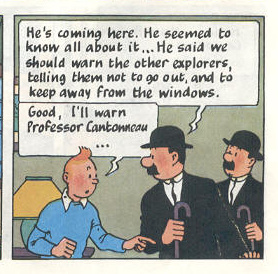 He's coming here. He seemed to
know all about it... He said we
should warn the other explorers,
telling them not to go out, and to
keep away from the windows.
Good, I'll warn
Professor Cantonneau
...